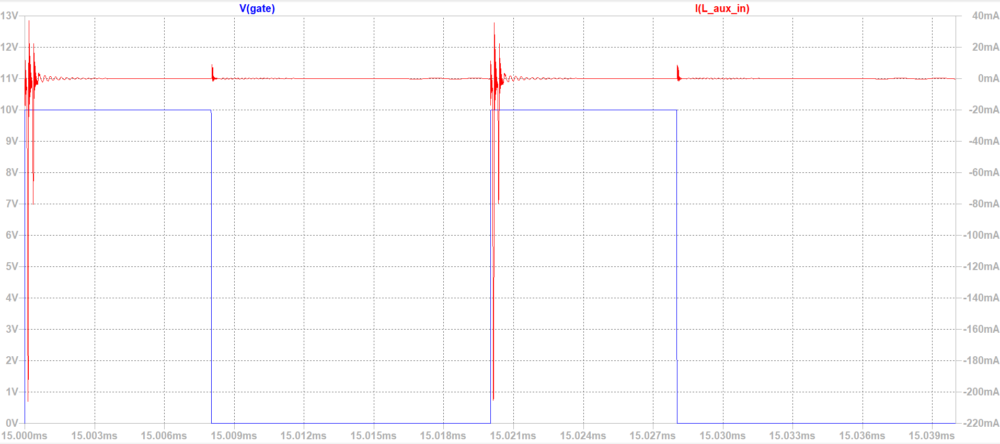 V(gate) I(L_aux_in)
13V 40mA
12V 20mA
11V 0mA
10V -20mA
9V -40mA
8V -60mA
7V -80mA
6V -100mA
5V -120mA
4V -140mA
3V -160mA
2V -180mA
1V -200mA
0V -220mA
15.000ms 15.003ms 15.006ms 15.009ms 15.012ms 15.015ms 15.018ms 15.021ms 15.024ms 15.027ms 15.030ms 15.033ms 15.036ms 15.039ms